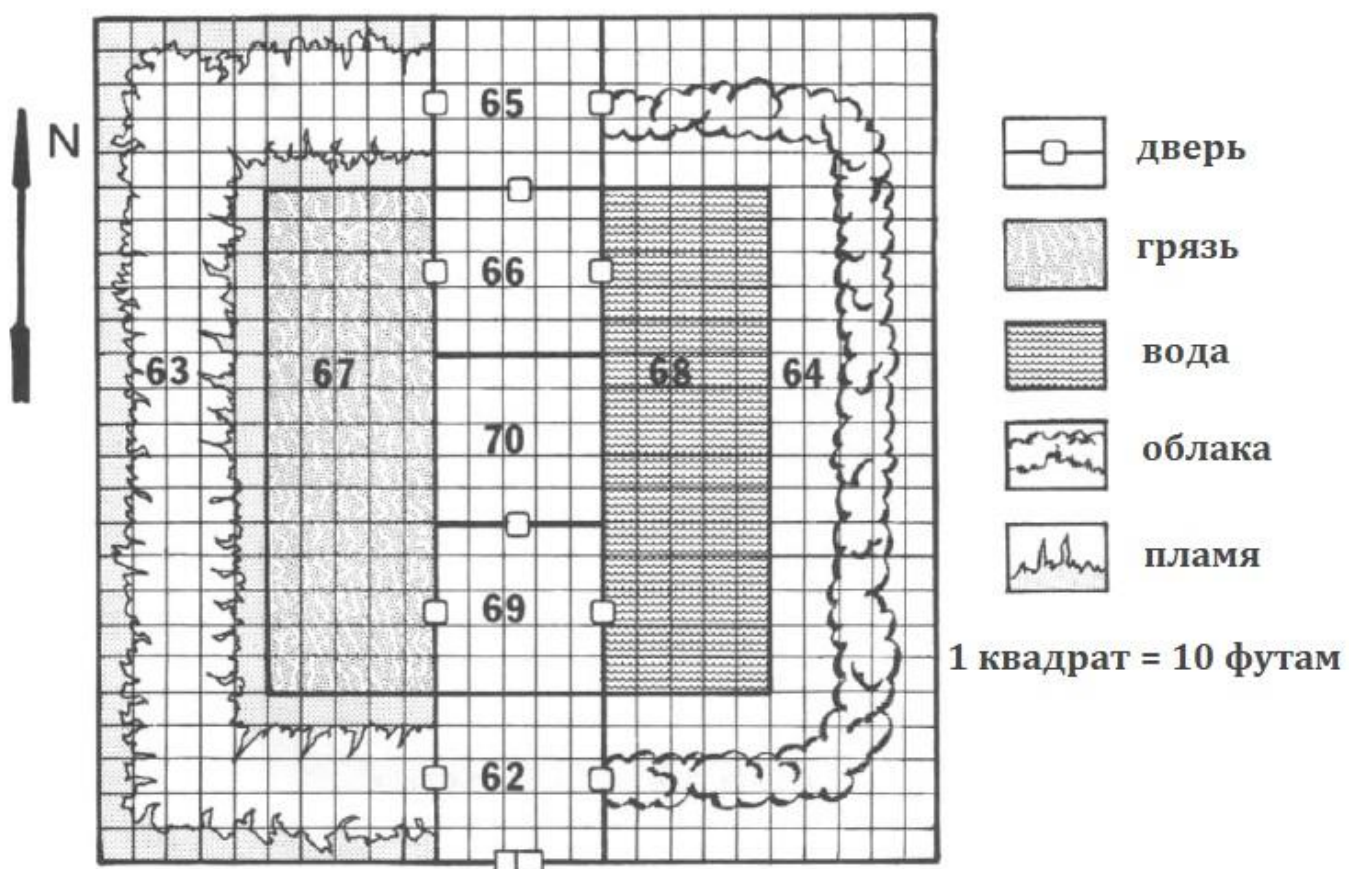 N
65
66
63
67
68
64
70
69
62
дверь
грязь
вода
облака
пламя
1 квадрат = 10 футам